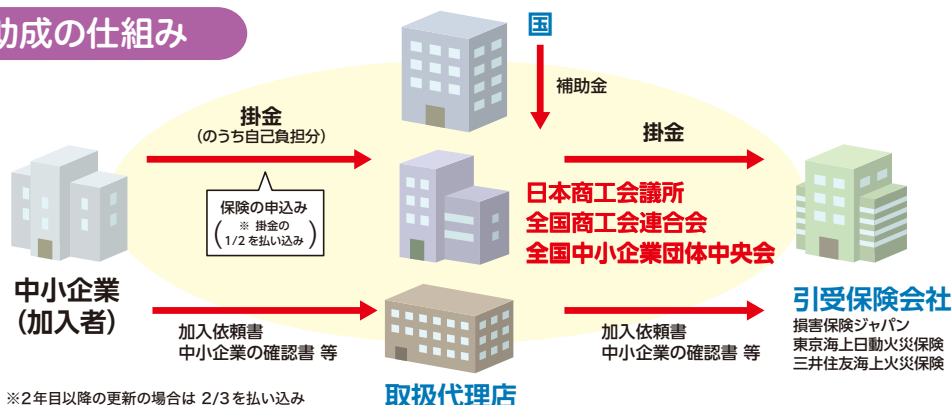 助成の仕組み
国
補助金
掛金
(のうち自己負担分)
掛金
保険の申込み
(※ 掛金の
1/2 を払い込み)
日本商工会議所
全国商工会連合会
全国中小企業団体中央会
中小企業
(加入者)
引受保険会社
損害保険ジャパン
東京海上日動火災保険
三井住友海上火災保険
加入依頼書
中小企業の確認書 等
加入依頼書
中小企業の確認書 等
取扱代理店
※2年目以降の更新の場合は 2/3を払い込み